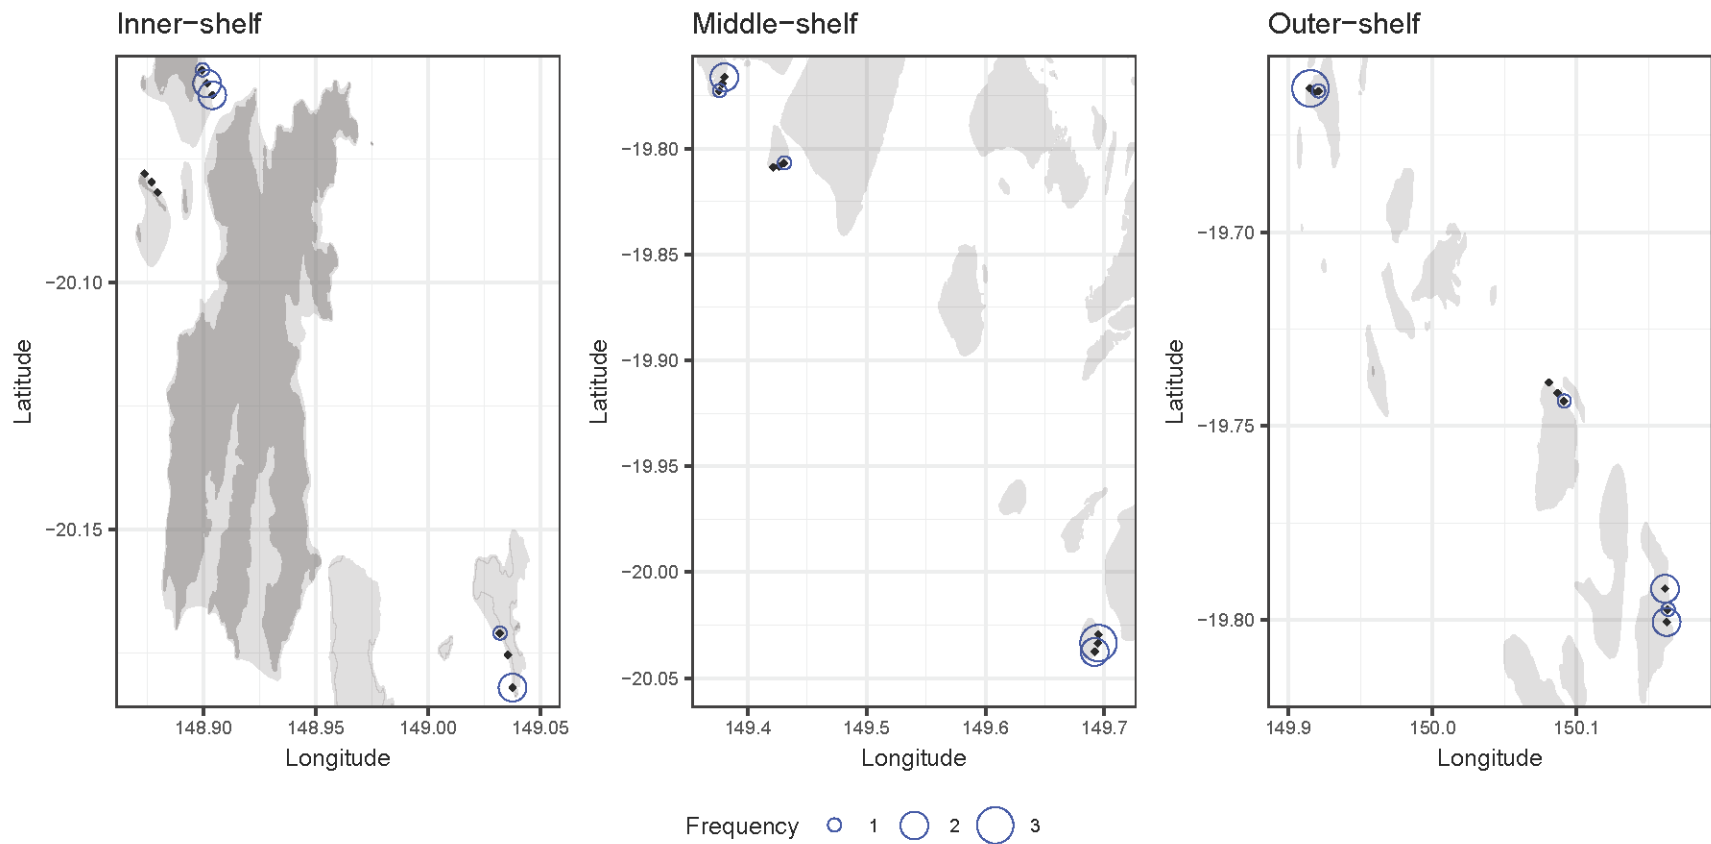 Inner−shelf
Middle−shelf
Outer−shelf
Latitude
−20.10
−20.15
148.90 148.95 149.00 149.05
Longitude
Latitude
−19.80
−19.85
−19.90
−19.95
−20.00
−20.05
149.4 149.5 149.6 149.7
Longitude
Latitude
−19.70
−19.75
−19.80
149.9 150.0 150.1
Longitude
Frequency 1 2 3